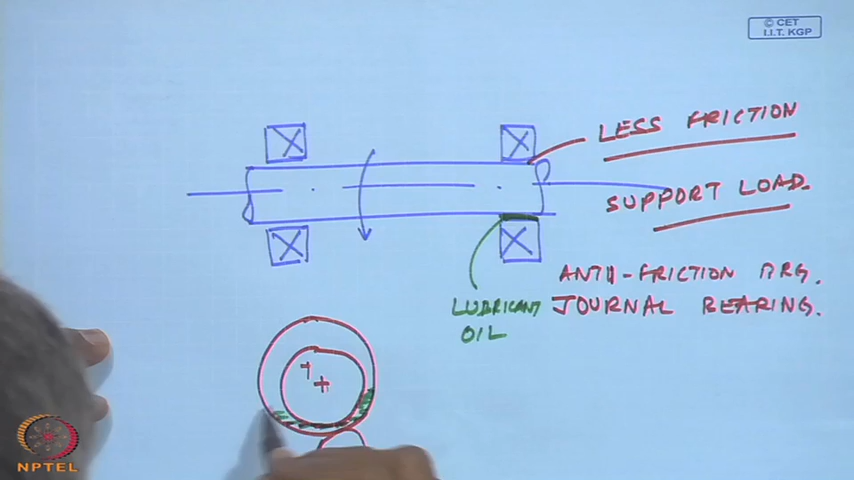 © CET
I.I.T. KGP
LESS FRICTION
SUPPORT LOAD.
ANTI-FRICTION BRG.
LUBRICANT JOURNAL BEARING.
OIL
NPTEL